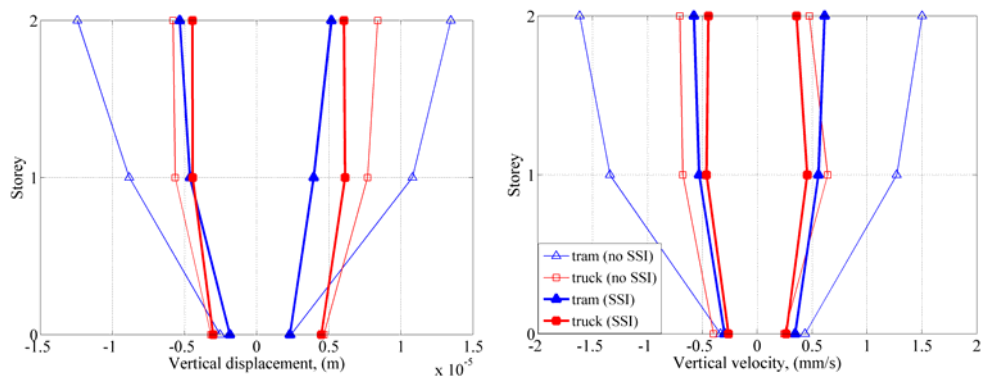 2
1
0
Storey
-1.5 -1 -0.5 0 0.5 1 1.5
Vertical displacement, (m)
x 10⁻⁵
2
1
0
Storey
tram (no SSI)
truck (no SSI)
tram (SSI)
truck (SSI)
-2 -1.5 -1 -0.5 0 0.5 1 1.5 2
Vertical velocity, (mm/s)